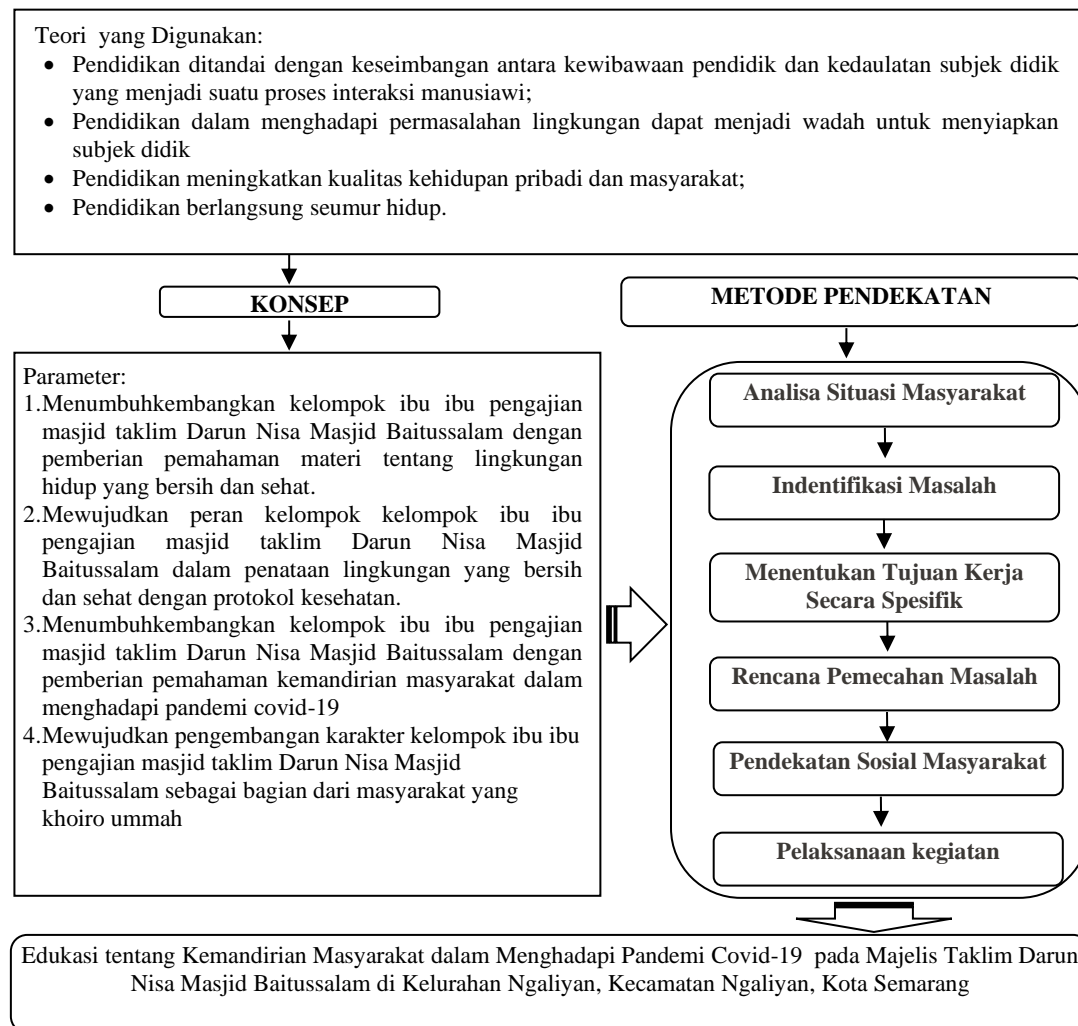 Teori yang Digunakan:
• Pendidikan ditandai dengan keseimbangan antara kewibawaan pendidik dan kedaulatan subjek didik
yang menjadi suatu proses interaksi manusiawi;
• Pendidikan dalam menghadapi permasalahan lingkungan dapat menjadi wadah untuk menyiapkan
subjek didik
• Pendidikan meningkatkan kualitas kehidupan pribadi dan masyarakat;
• Pendidikan berlangsung seumur hidup.
KONSEP
Parameter:
1.Menumbuhkembangkan kelompok ibu ibu pengajian
masjid taklim Darun Nisa Masjid Baitussalam dengan
pemberian pemahaman materi tentang lingkungan
hidup yang bersih dan sehat.
2.Mewujudkan peran kelompok kelompok ibu ibu
pengajian masjid taklim Darun Nisa Masjid
Baitussalam dalam penataan lingkungan yang bersih
dan sehat dengan protokol kesehatan.
3.Menumbuhkembangkan kelompok ibu ibu pengajian
masjid taklim Darun Nisa Masjid Baitussalam dengan
pemberian pemahaman kemandirian masyarakat dalam
menghadapi pandemi covid-19
4.Mewujudkan pengembangan karakter kelompok ibu ibu
pengajian masjid taklim Darun Nisa Masjid
Baitussalam sebagai bagian dari masyarakat yang
khoiro ummah
METODE PENDEKATAN
Analisa Situasi Masyarakat
Indentifikasi Masalah
Menentukan Tujuan Kerja
Secara Spesifik
Rencana Pemecahan Masalah
Pendekatan Sosial Masyarakat
Pelaksanaan kegiatan
Edukasi tentang Kemandirian Masyarakat dalam Menghadapi Pandemi Covid-19 pada Majelis Taklim Darun
Nisa Masjid Baitussalam di Kelurahan Ngaliyan, Kecamatan Ngaliyan, Kota Semarang